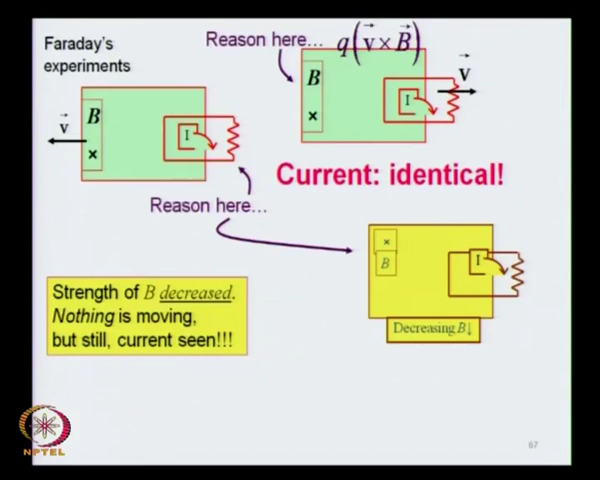 Faraday's
experiments
Reason here...
q(v⃗×B⃗)
B
×
I
v⃗
v⃗
B
×
I
Current: identical!
Reason here...
×
B
I
Decreasing B↓
Strength of B decreased.
Nothing is moving,
but still, current seen!!!
NPTEL
67